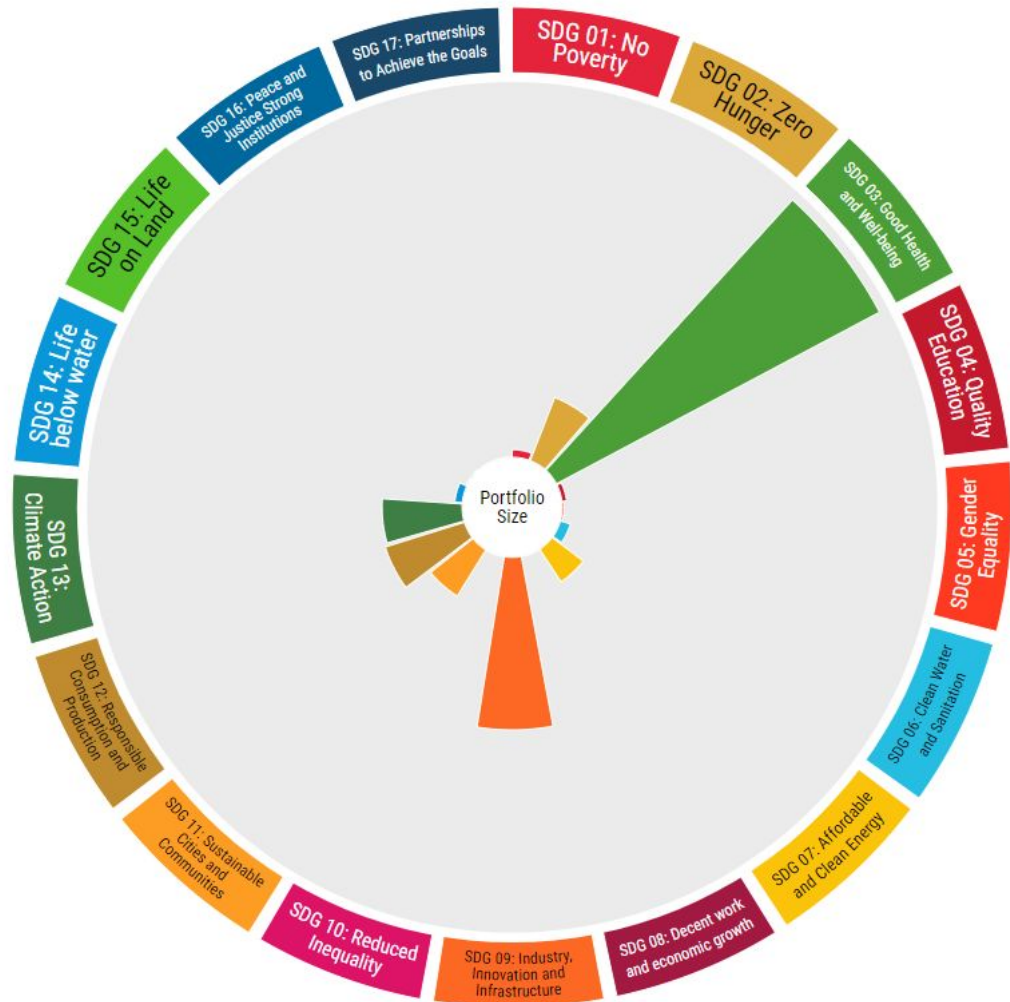 SDG 01: No
Poverty
SDG 02: Zero
Hunger
SDG 03: Good Health
and Well-being
SDG 04: Quality
Education
SDG 05: Gender
Equality
SDG 06: Clean Water
and Sanitation
SDG 07: Affordable
and Clean Energy
SDG 08: Decent work
and economic growth
SDG 09: Industry,
Innovation and
Infrastructure
SDG 10: Reduced
Inequality
SDG 11: Sustainable
Cities and
Communities
SDG 12: Responsible
Consumption and
Production
SDG 13:
Climate Action
SDG 14: Life
below water
SDG 15: Life
on Land
SDG 16: Peace and
Justice Strong
Institutions
SDG 17: Partnerships
to Achieve the Goals
Portfolio
Size